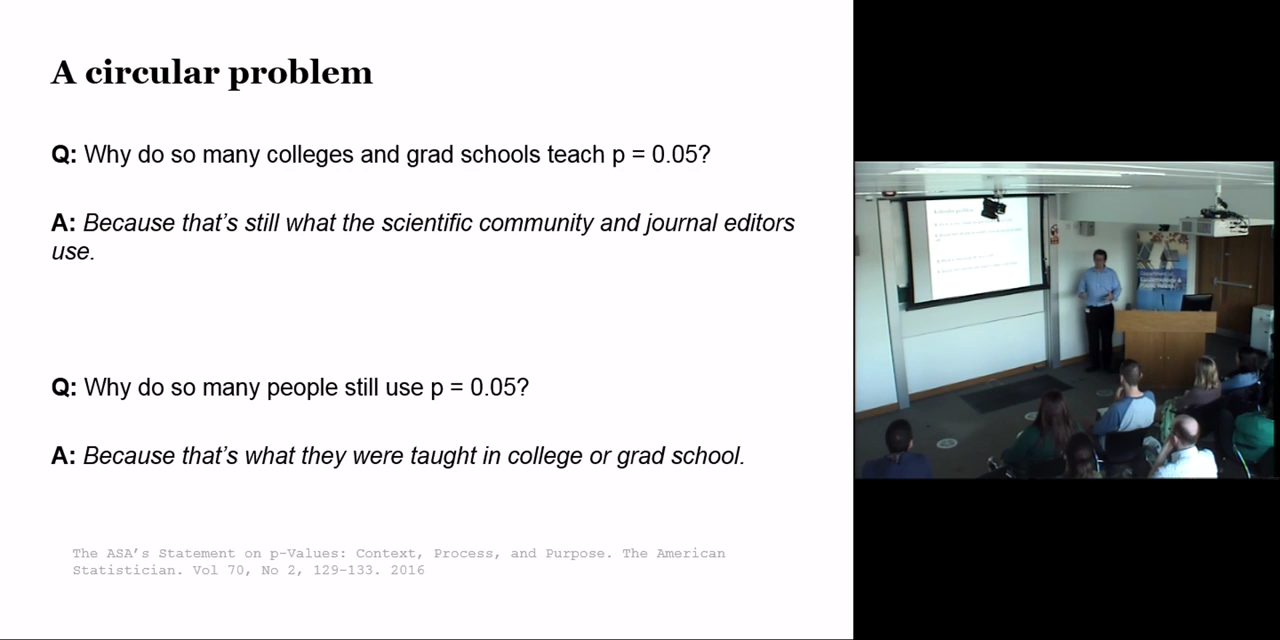 A circular problem
Q: Why do so many colleges and grad schools teach p = 0.05?
A: Because that’s still what the scientific community and journal editors
use.
Q: Why do so many people still use p = 0.05?
A: Because that’s what they were taught in college or grad school.
The ASA’s Statement on p-Values: Context, Process, and Purpose. The American
Statistician. Vol 70, No 2, 129-133. 2016